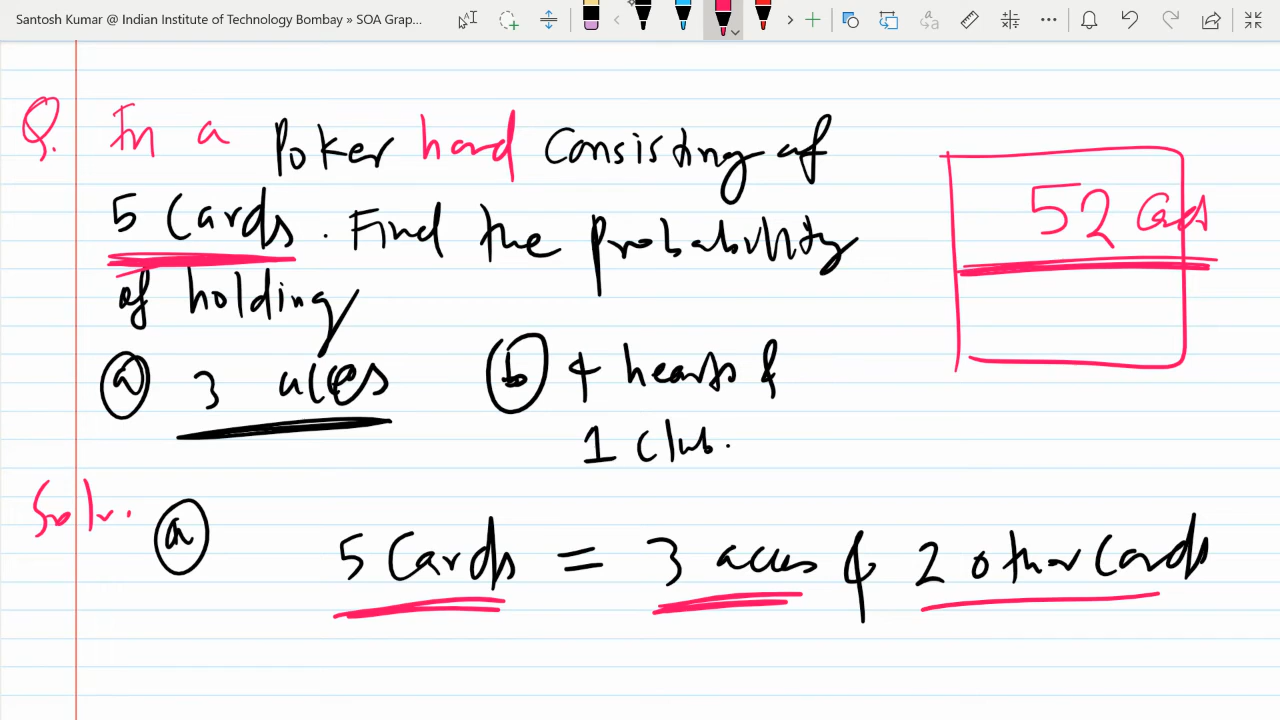 Santosh Kumar @ Indian Institute of Technology Bombay » SOA Grap...
Q. In a Poker hand Consisting of
5 Cards. Find the Probability
of holding
52 Cards
(a) 3 aces (b) 4 hearts &
1 Club.
Soln. (a) 5 Cards = 3 aces & 2 other Cards